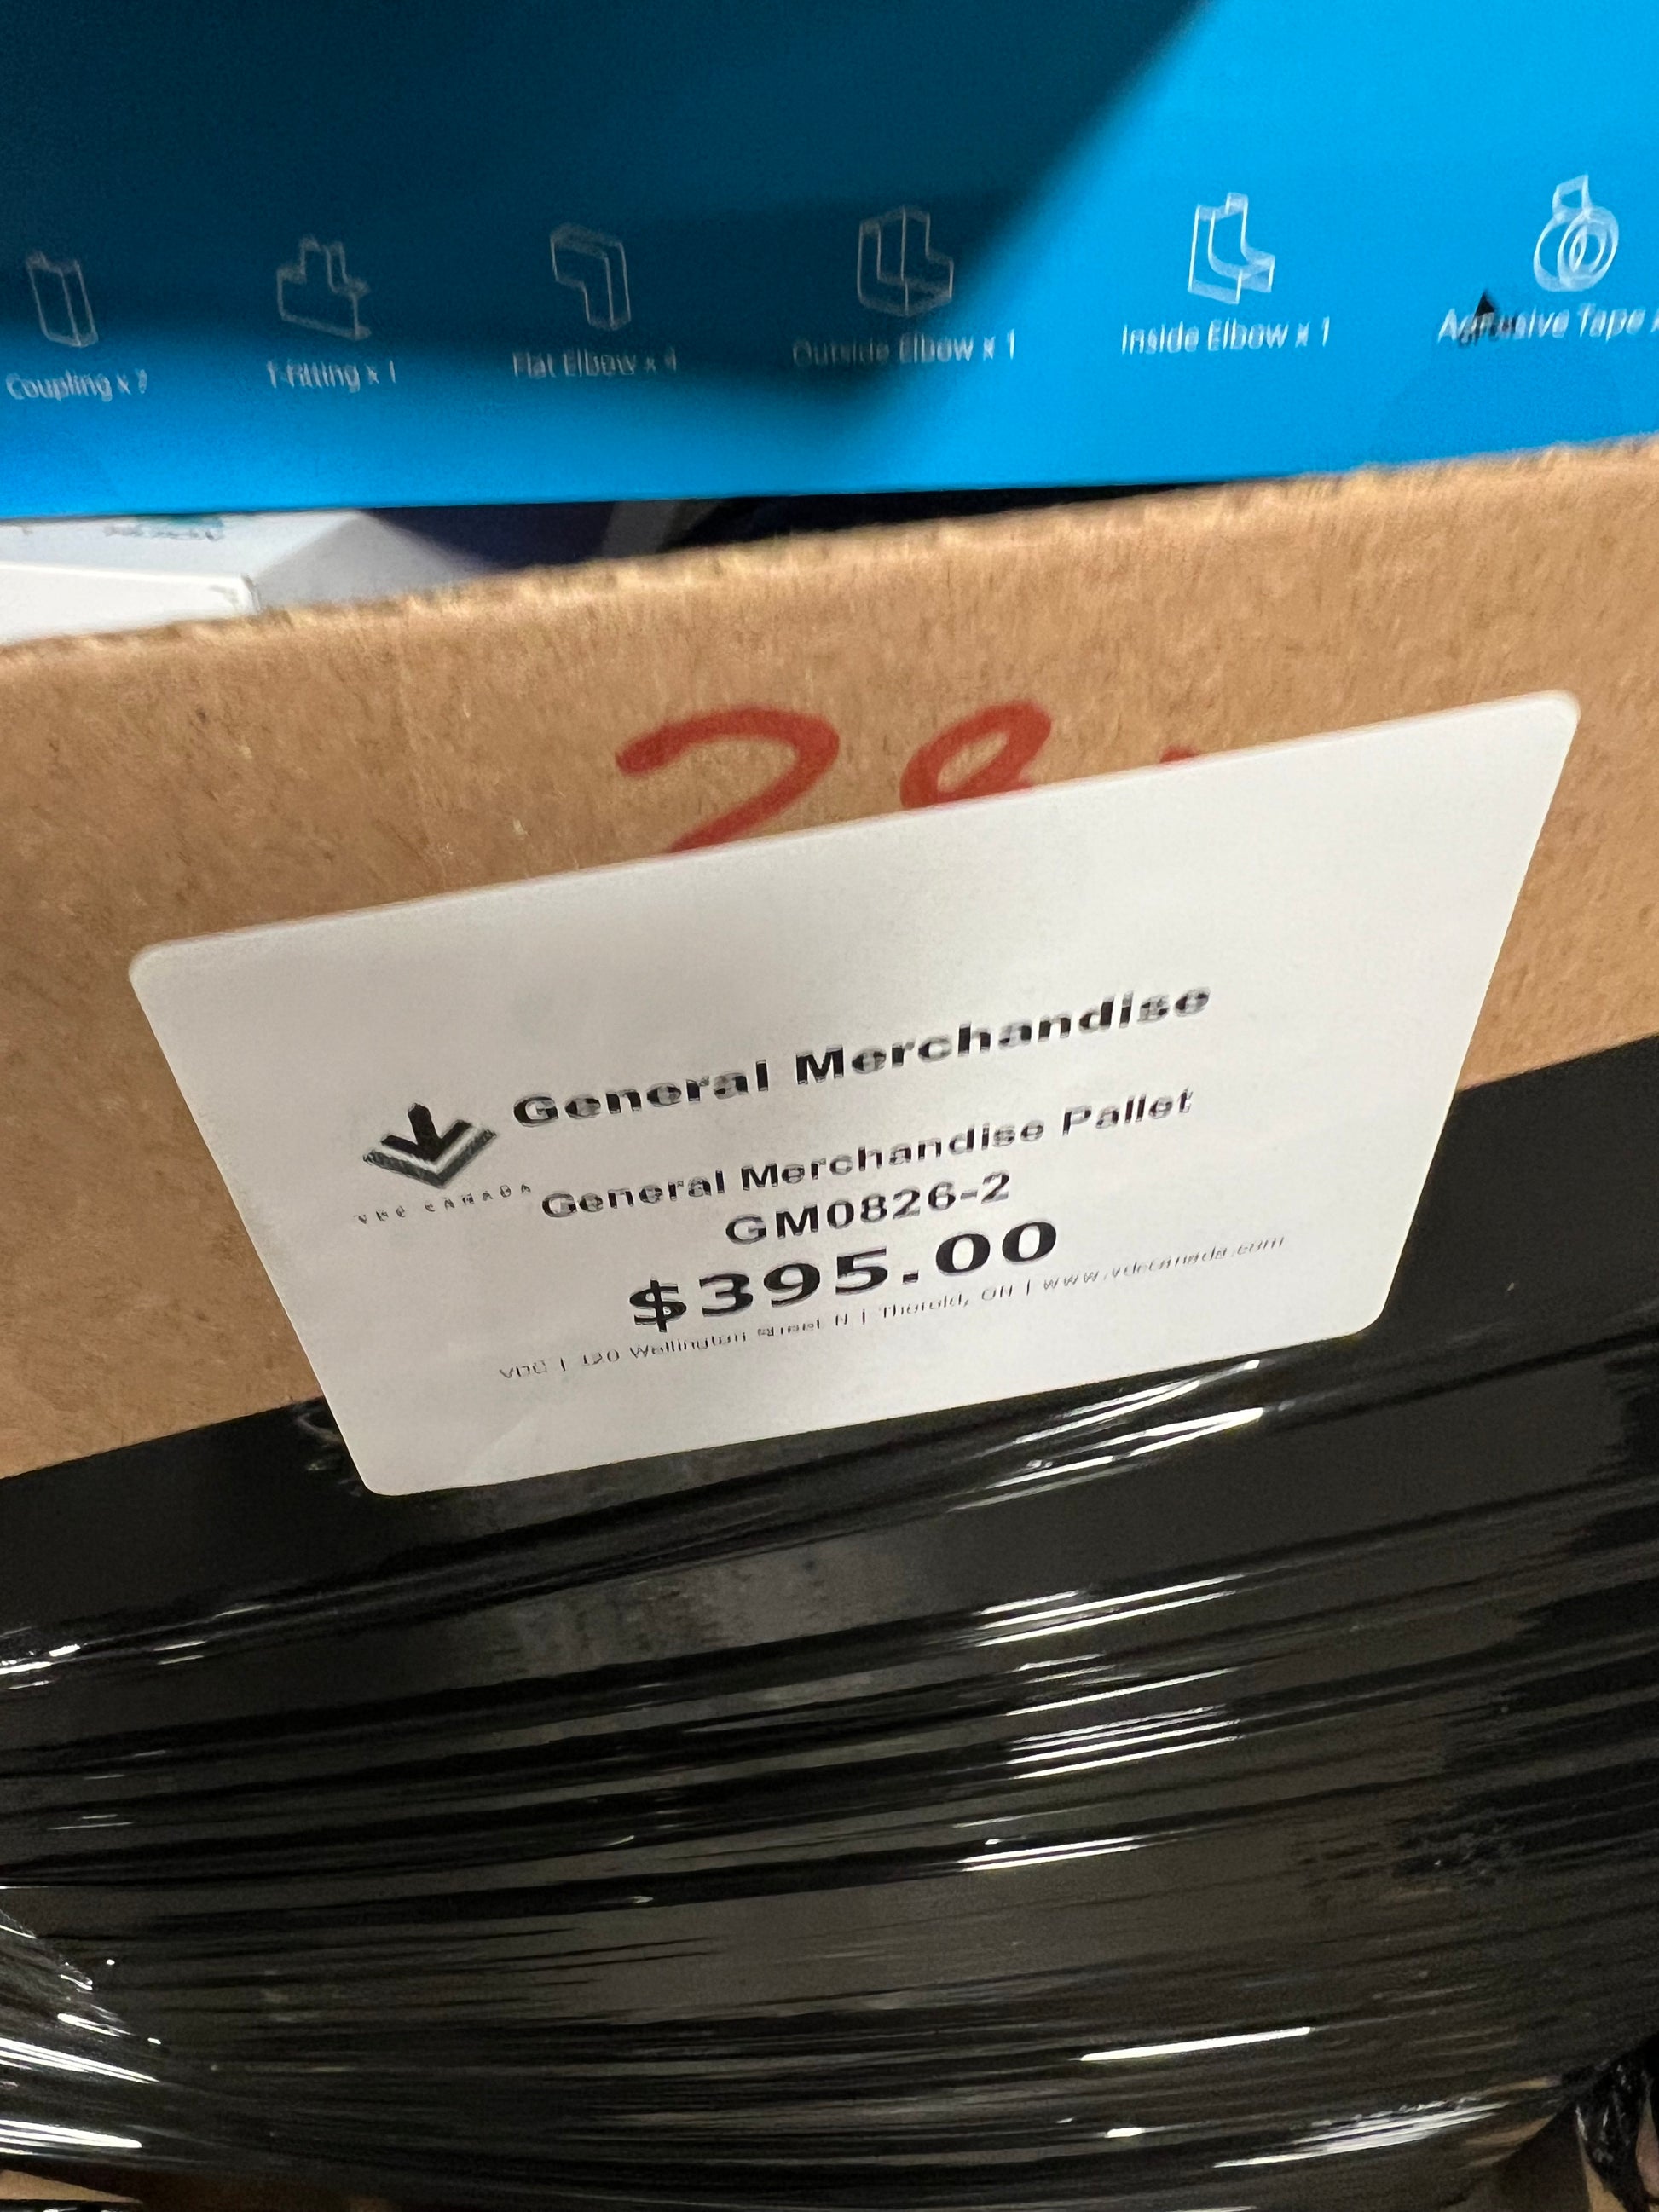 Coupling x 7
T-Fitting x 1
Flat Elbow x 4
Outside Elbow x 1
Inside Elbow x 1
Adhesive Tape
General Merchandise
VDC CANADA
General Merchandise Pallet
GM0826-2
$395.00
VDC | 120 Wellington Street N | Thorold, ON | www.vdccanada.com